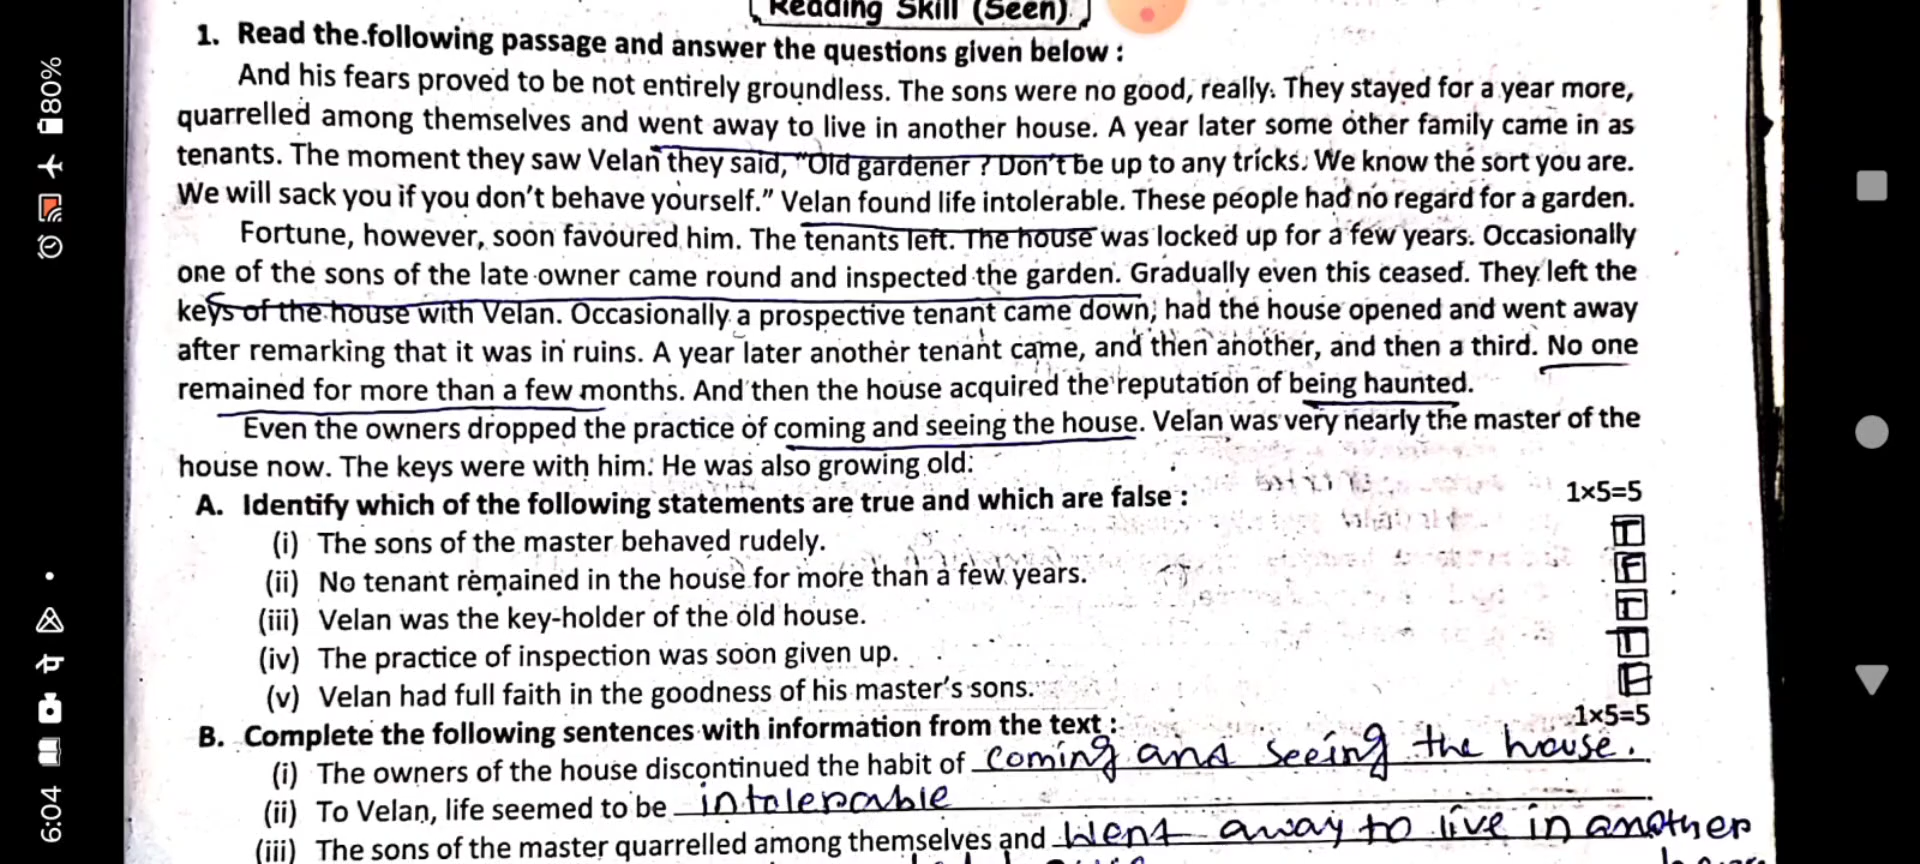 80%
6:04
Reading Skill (Seen)
1. Read the following passage and answer the questions given below :
And his fears proved to be not entirely groundless. The sons were no good, really. They stayed for a year more,
quarrelled among themselves and went away to live in another house. A year later some other family came in as
tenants. The moment they saw Velan they said, "Old gardener ? Don't be up to any tricks. We know the sort you are.
We will sack you if you don't behave yourself." Velan found life intolerable. These people had no regard for a garden.
Fortune, however, soon favoured him. The tenants left. The house was locked up for a few years. Occasionally
one of the sons of the late owner came round and inspected the garden. Gradually even this ceased. They left the
keys of the house with Velan. Occasionally a prospective tenant came down, had the house opened and went away
after remarking that it was in ruins. A year later another tenant came, and then another, and then a third. No one
remained for more than a few months. And then the house acquired the reputation of being haunted.
Even the owners dropped the practice of coming and seeing the house. Velan was very nearly the master of the
house now. The keys were with him. He was also growing old.
A. Identify which of the following statements are true and which are false : 1×5=5
(i) The sons of the master behaved rudely. T
(ii) No tenant remained in the house for more than a few years. F
(iii) Velan was the key-holder of the old house. T
(iv) The practice of inspection was soon given up. T
(v) Velan had full faith in the goodness of his master's sons. F
B. Complete the following sentences with information from the text : 1×5=5
(i) The owners of the house discontinued the habit of coming and seeing the house.
(ii) To Velan, life seemed to be intolerable
(iii) The sons of the master quarrelled among themselves and went away to live in another